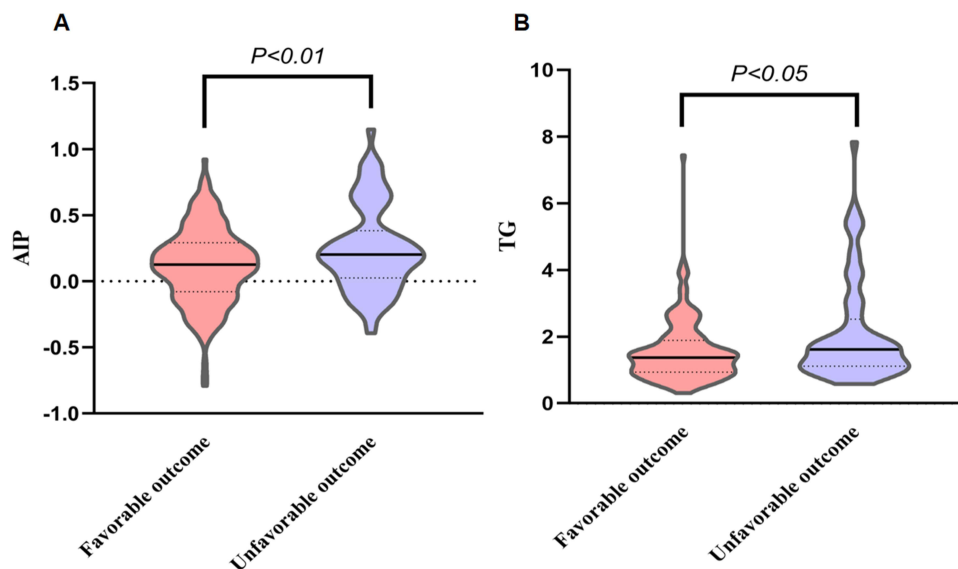 A
P<0.01
1.5
1.0
0.5
0.0
-0.5
-1.0
AIP
Favorable outcome
Unfavorable outcome
B
P<0.05
10
8
6
4
2
0
TG
Favorable outcome
Unfavorable outcome